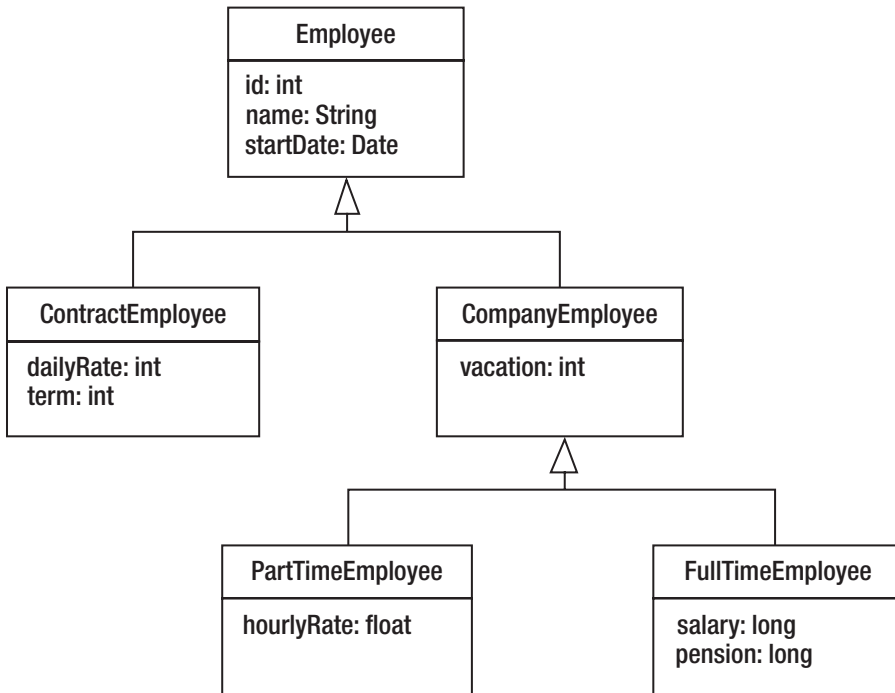 Employee
id: int
name: String
startDate: Date
ContractEmployee
dailyRate: int
term: int
CompanyEmployee
vacation: int
PartTimeEmployee
hourlyRate: float
FullTimeEmployee
salary: long
pension: long